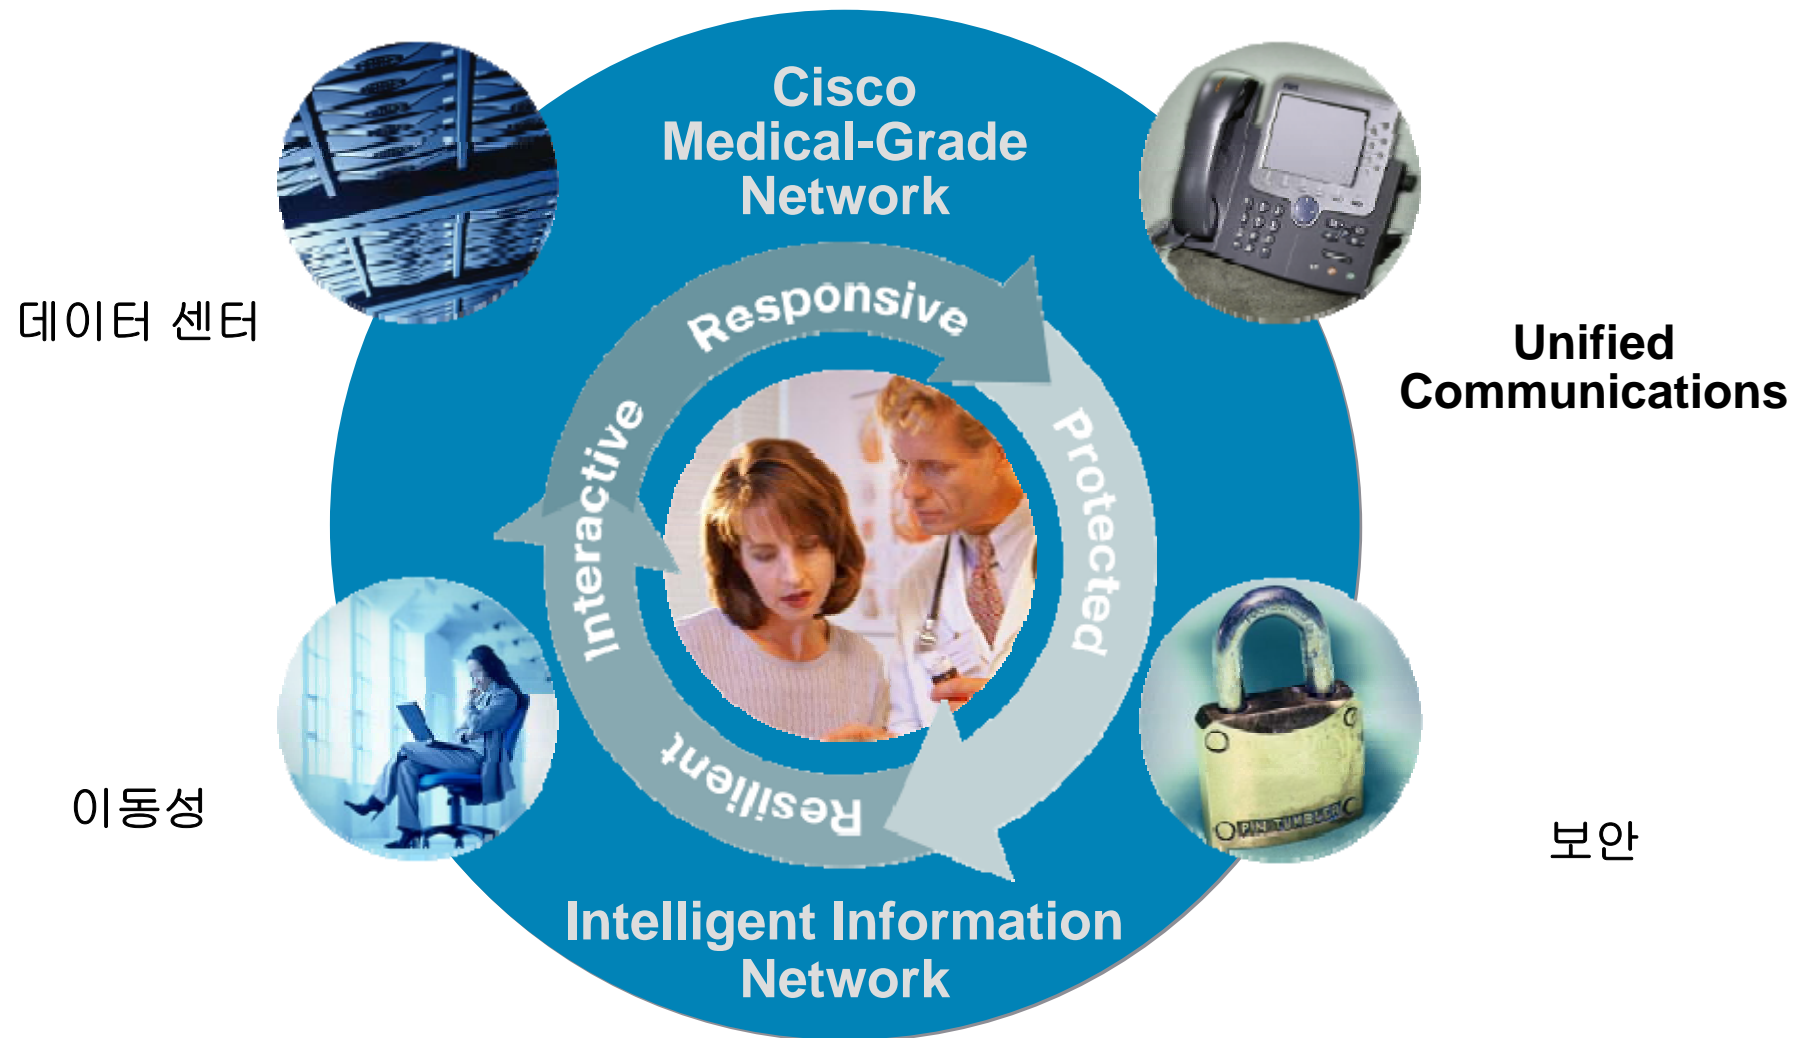 Cisco
Medical-Grade
Network
데이터 센터
Unified
Communications
Responsive
Protected
Interactive
Resilient
이동성
보안
PIN TUMBLER
Intelligent Information
Network